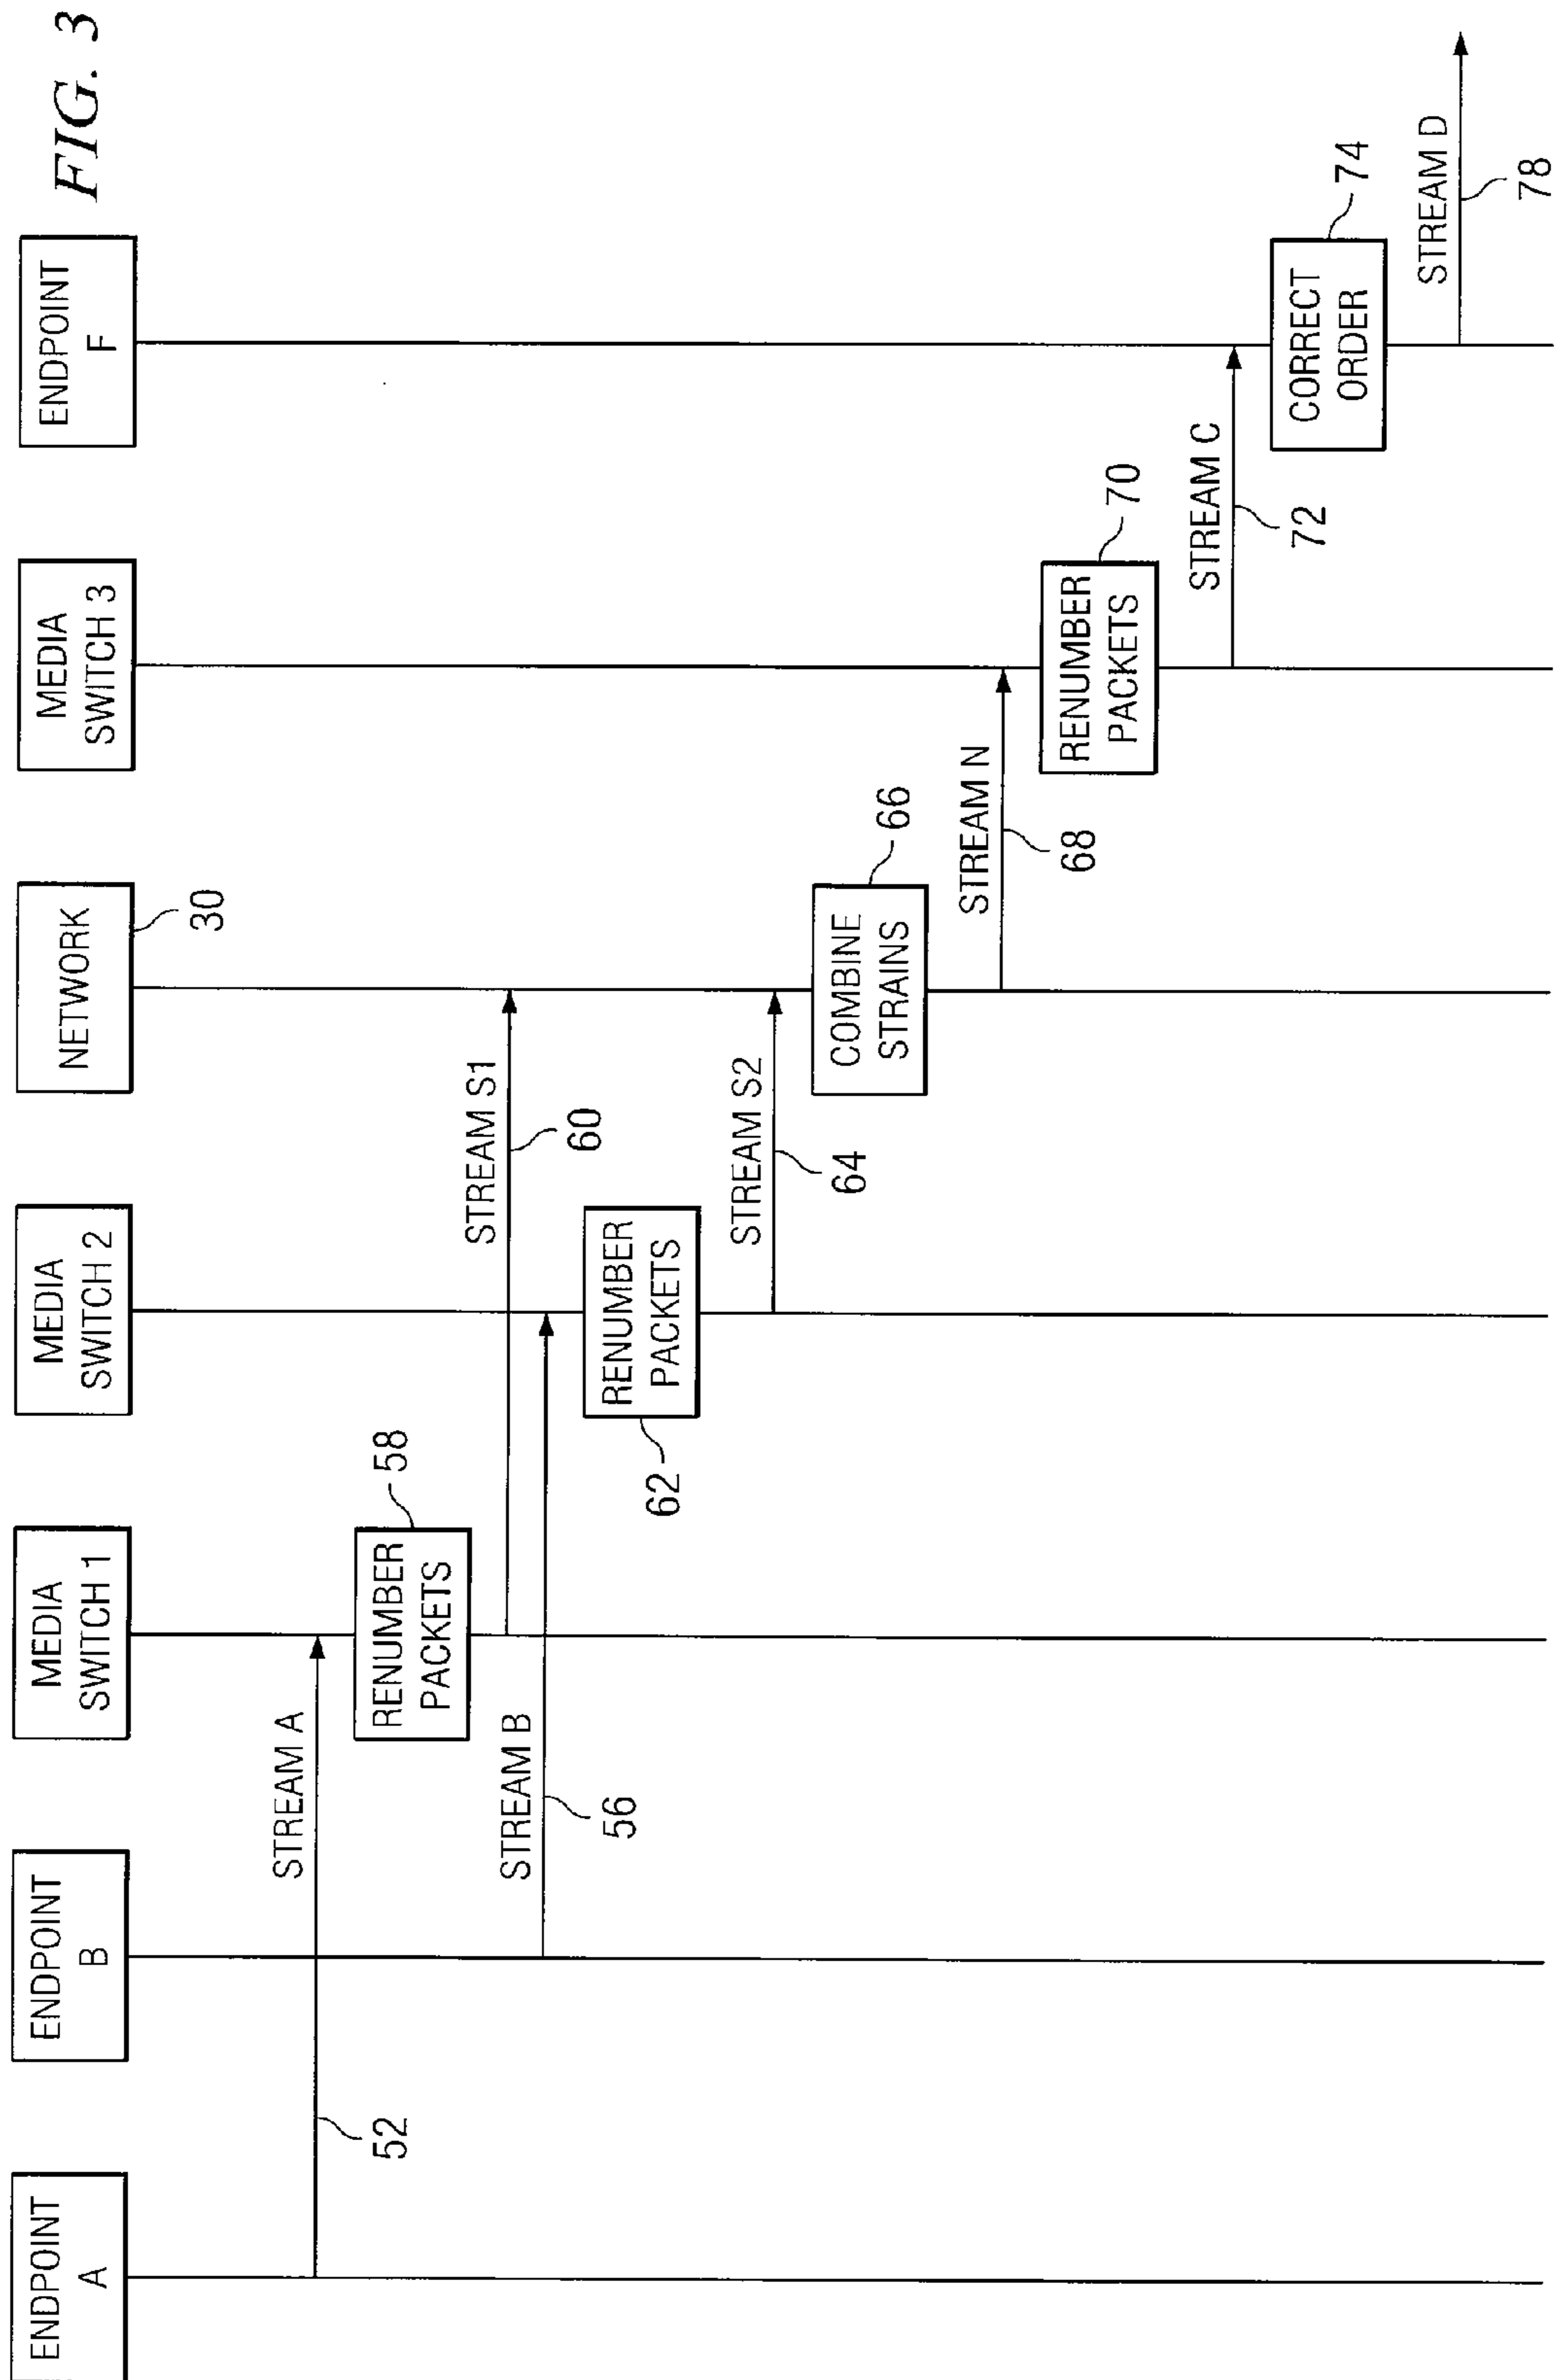 FIG. 3
ENDPOINT
A
ENDPOINT
B
MEDIA
SWITCH 1
MEDIA
SWITCH 2
NETWORK
30
MEDIA
SWITCH 3
ENDPOINT
F
STREAM A
52
RENUMBER
PACKETS
58
STREAM S1
60
STREAM B
56
RENUMBER
PACKETS
62
STREAM S2
64
COMBINE
STRAINS
66
STREAM N
68
RENUMBER
PACKETS
70
STREAM C
72
CORRECT
ORDER
74
STREAM D
78